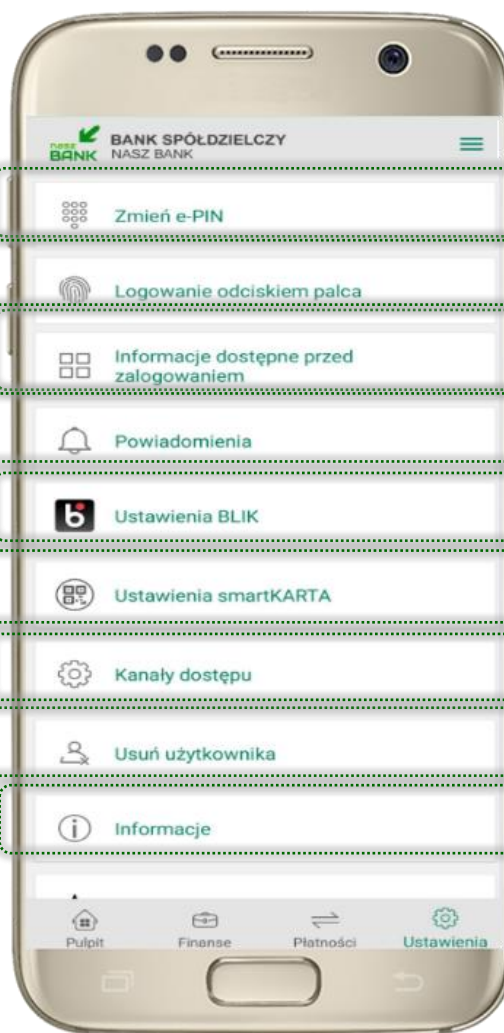 nasz
BANK
BANK SPÓŁDZIELCZY
NASZ BANK
Zmień e-PIN
Logowanie odciskiem palca
Informacje dostępne przed
zalogowaniem
Powiadomienia
Ustawienia BLIK
Ustawienia smartKARTA
Kanały dostępu
Usuń użytkownika
Informacje
Pulpit Finanse Płatności Ustawienia